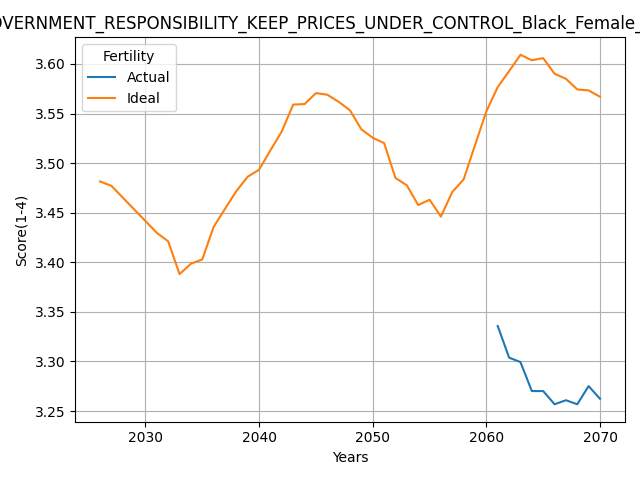 OVERNMENT_RESPONSIBILITY_KEEP_PRICES_UNDER_CONTROL_Black_Female_
Fertility
Actual
Ideal
3.60
3.55
3.50
3.45
3.40
3.35
3.30
3.25
Score(1-4)
2030 2040 2050 2060 2070
Years